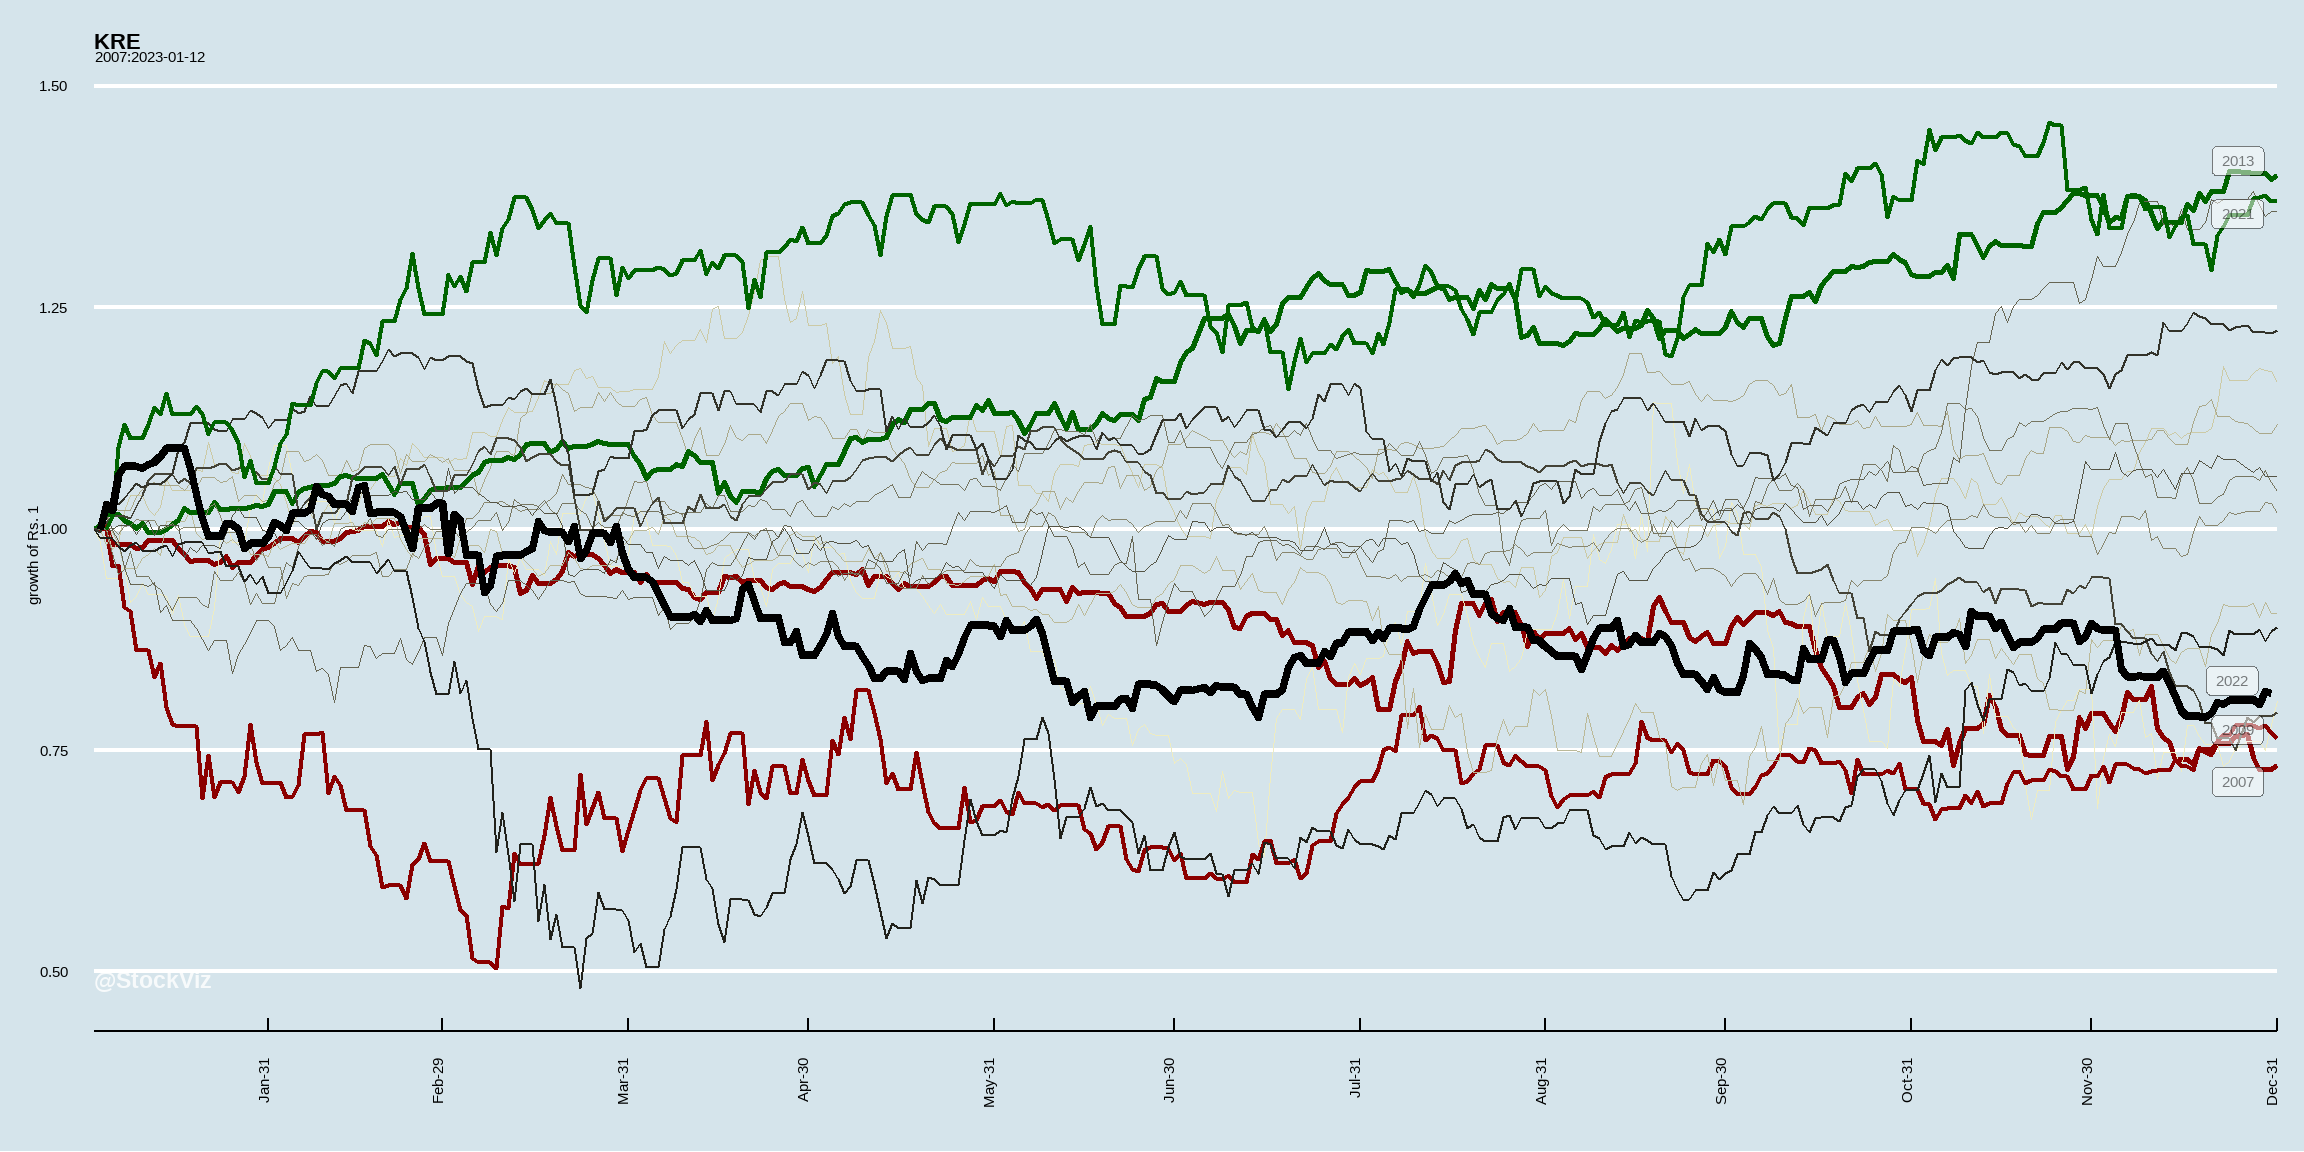 KRE
2007:2023-01-12
1.50
1.25
1.00
0.75
0.50
growth of Rs. 1
2013
2021
2022
2009
2007
@StockViz
Jan-31
Feb-29
Mar-31
Apr-30
May-31
Jun-30
Jul-31
Aug-31
Sep-30
Oct-31
Nov-30
Dec-31